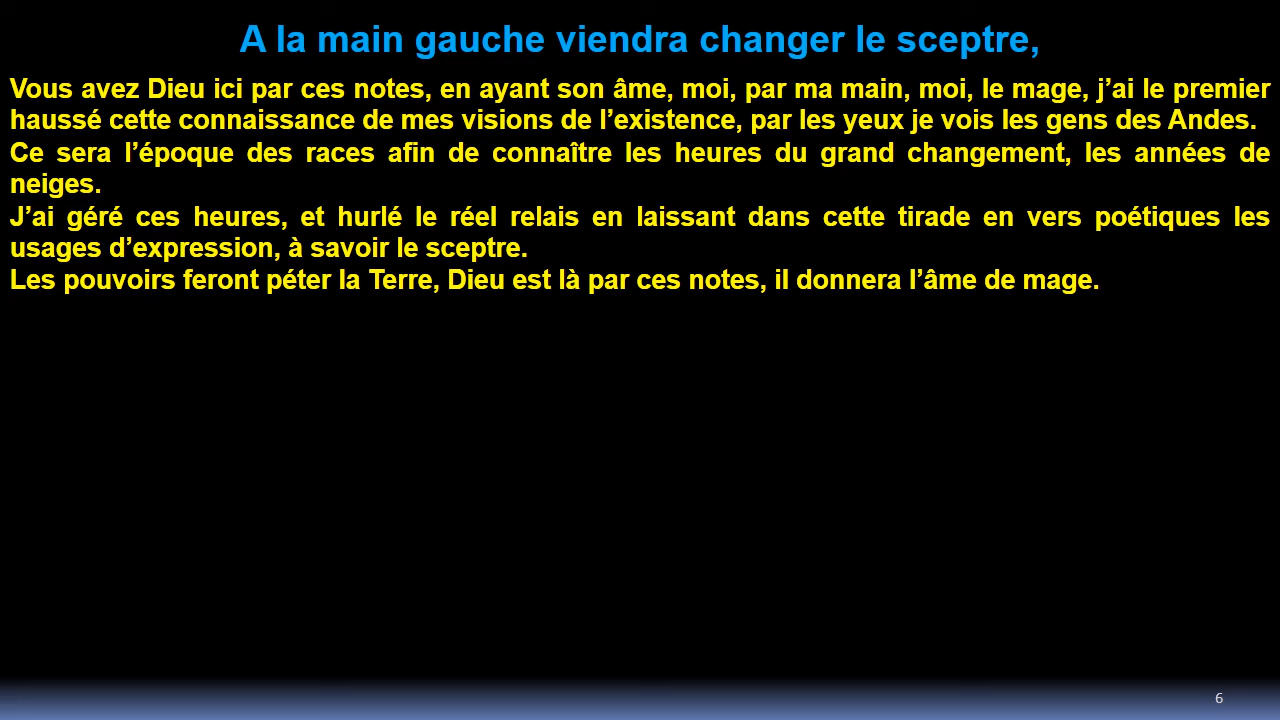 A la main gauche viendra changer le sceptre,
Vous avez Dieu ici par ces notes, en ayant son âme, moi, par ma main, moi, le mage, j’ai le premier
haussé cette connaissance de mes visions de l’existence, par les yeux je vois les gens des Andes.
Ce sera l’époque des races afin de connaître les heures du grand changement, les années de
neiges.
J’ai géré ces heures, et hurlé le réel relais en laissant dans cette tirade en vers poétiques les
usages d’expression, à savoir le sceptre.
Les pouvoirs feront péter la Terre, Dieu est là par ces notes, il donnera l’âme de mage.
6